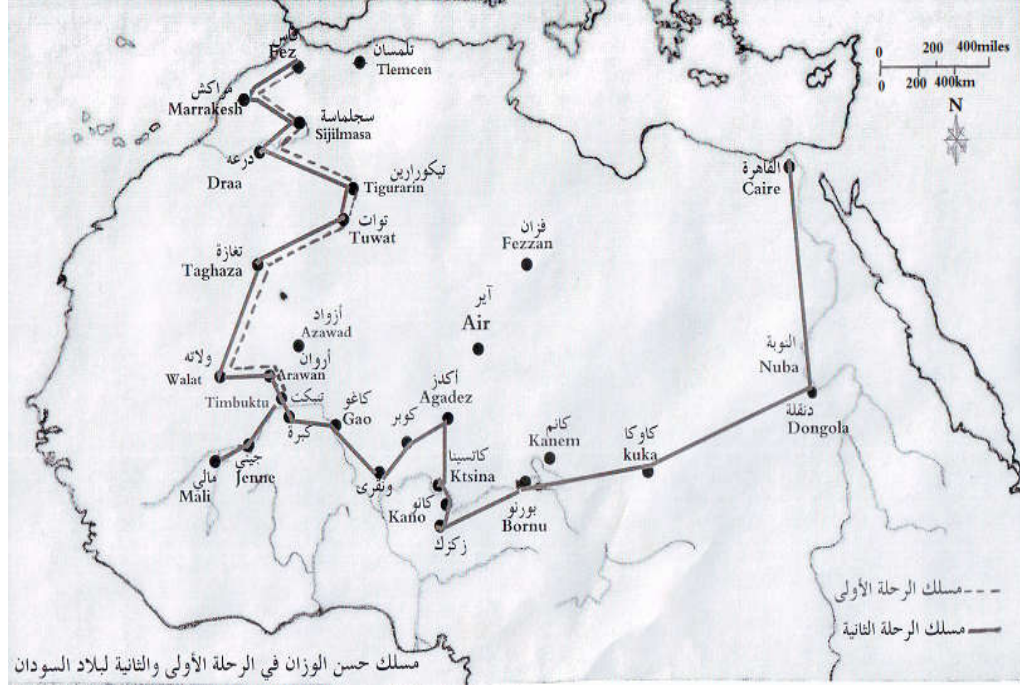 فاس
Fez
تلمسان
Tlemcen
0 200 400miles
0 200 400km
N
مراكش
Marrakesh
سجلماسة
Sijilmasa
درعه
Draa
تيكورارين
Tigurarin
القاهرة
Caire
توات
Tuwat
تغازة
Taghaza
فزان
Fezzan
آير
Air
أزواد
Azawad
أروان
Arawan
ولاته
Walat
النوبة
Nuba
Timbuktu
تنبكت
كبرة
كاغو
Gao
كوبر
أكدز
Agadez
دنقلة
Dongola
كانم
Kanem
كاوكا
kuka
مالي
Mali
جيني
Jenne
ونقرى
كاتسينا
Ktsina
كانو
Kano
زكزك
بورنو
Bornu
مسلك الرحلة الأولى
مسلك الرحلة الثانية
مسلك حسن الوزان في الرحلة الأولى والثانية لبلاد السودان